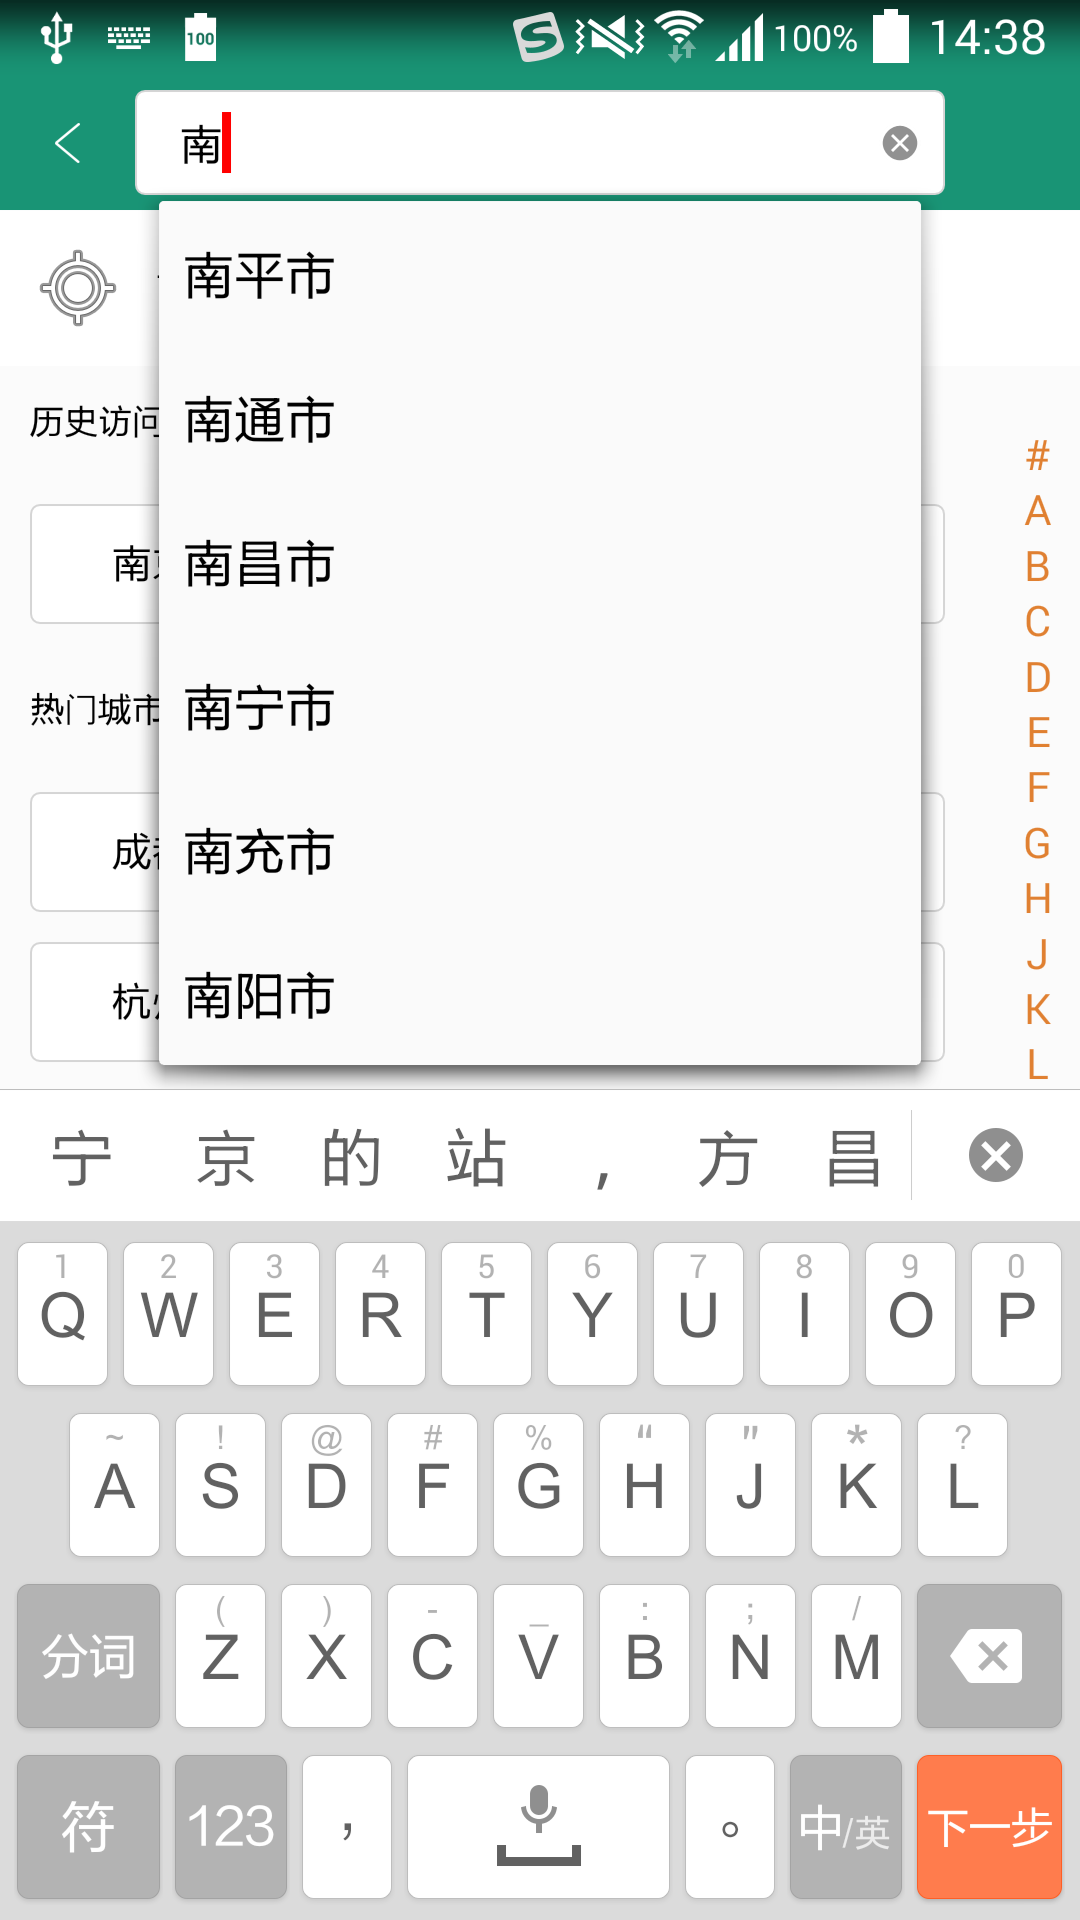 100 100% 14:38
南
南平市
南通市
南昌市
南宁市
南充市
南阳市
历史访问
南
热门城市
成
杭
#
A
B
C
D
E
F
G
H
J
K
L
宁 京 的 站 , 方 昌
1 2 3 4 5 6 7 8 9 0
Q W E R T Y U I O P
~ ! @ # % “ " * ?
A S D F G H J K L
( ) - _ : ; /
分词 Z X C V B N M
符 123 , 。 中/英 下一步